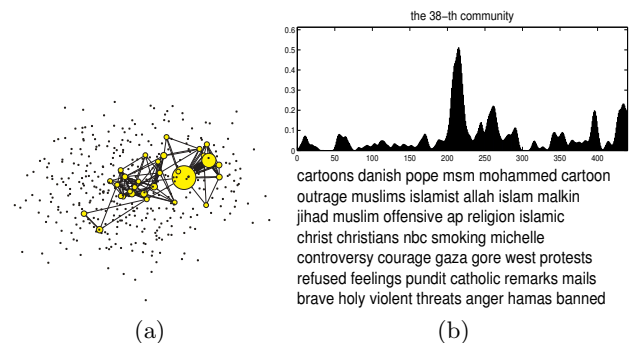 the 38-th community
0.6
0.5
0.4
0.3
0.2
0.1
0
0 50 100 150 200 250 300 350 400
cartoons danish pope msm mohammed cartoon
outrage muslims islamist allah islam malkin
jihad muslim offensive ap religion islamic
christ christians nbc smoking michelle
controversy courage gaza gore west protests
refused feelings pundit catholic remarks mails
brave holy violent threats anger hamas banned
(a) (b)